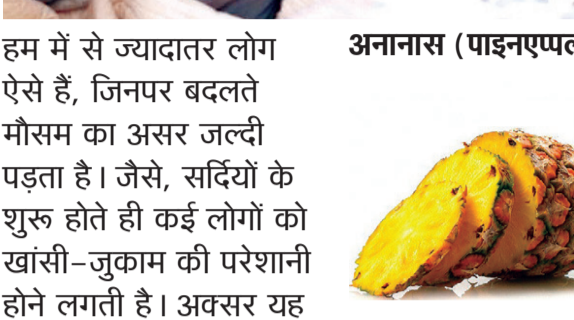 हम में से ज्यादातर लोग
ऐसे हैं, जिनपर बदलते
मौसम का असर जल्दी
पड़ता है। जैसे, सर्दियों के
शुरू होते ही कई लोगों को
खांसी-जुकाम की परेशानी
होने लगती है। अक्सर यह
अनानास (पाइनएप्पल